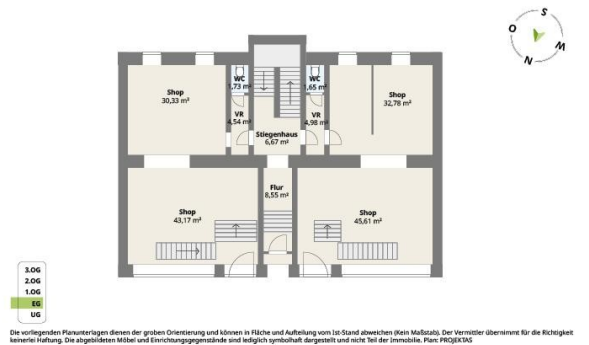 S
O
W
N
WC
1,73 m²
WC
1,65 m²
Shop
30,33 m²
Shop
32,78 m²
VR
4,54 m²
VR
4,98 m²
Stiegenhaus
6,67 m²
Flur
8,55 m²
Shop
43,17 m²
Shop
45,61 m²
3.OG
2.OG
1.OG
EG
UG
Die vorliegenden Planunterlagen dienen der groben Orientierung und können in Fläche und Aufteilung vom Ist-Stand abweichen (Kein Maßstab). Der Vermittler übernimmt für die Richtigkeit
keinerlei Haftung. Die abgebildeten Möbel und Einrichtungsgegenstände sind lediglich symbolhaft dargestellt und nicht Teil der Immobilie. Plan: PROJEKTAS